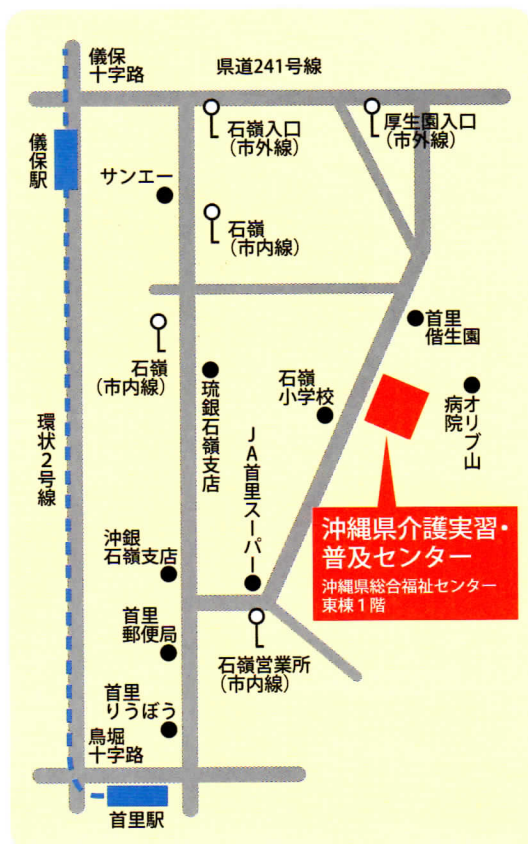 儀保
十字路
県道241号線
儀保駅
石嶺入口
(市外線)
厚生園入口
(市外線)
サンエー
石嶺
(市内線)
首里
偕生園
石嶺
(市内線)
琉銀石嶺支店
石嶺
小学校
オリブ山
病院
環状2号線
JA首里スーパー
沖縄県介護実習・
普及センター
沖縄県総合福祉センター
東棟1階
沖銀
石嶺支店
首里
郵便局
石嶺営業所
(市内線)
首里
りうぼう
鳥堀
十字路
首里駅